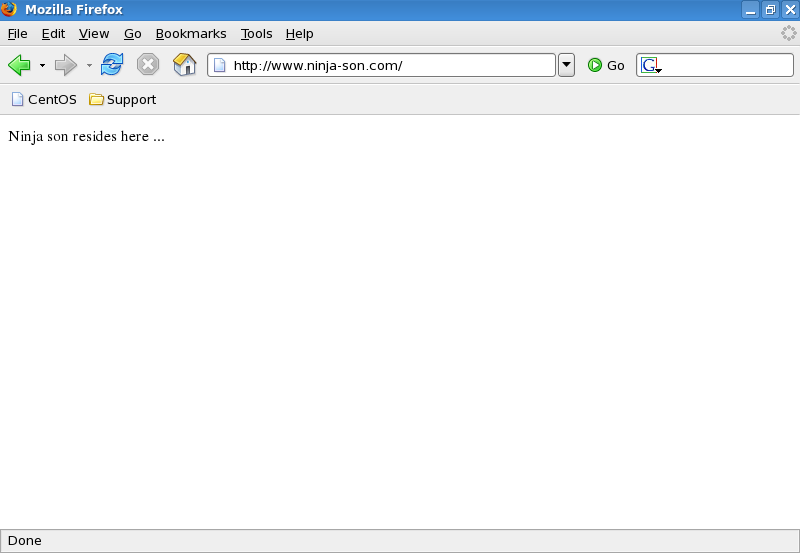 Mozilla Firefox
File Edit View Go Bookmarks Tools Help
http://www.ninja-son.com/ Go G
CentOS Support
Ninja son resides here ...
Done